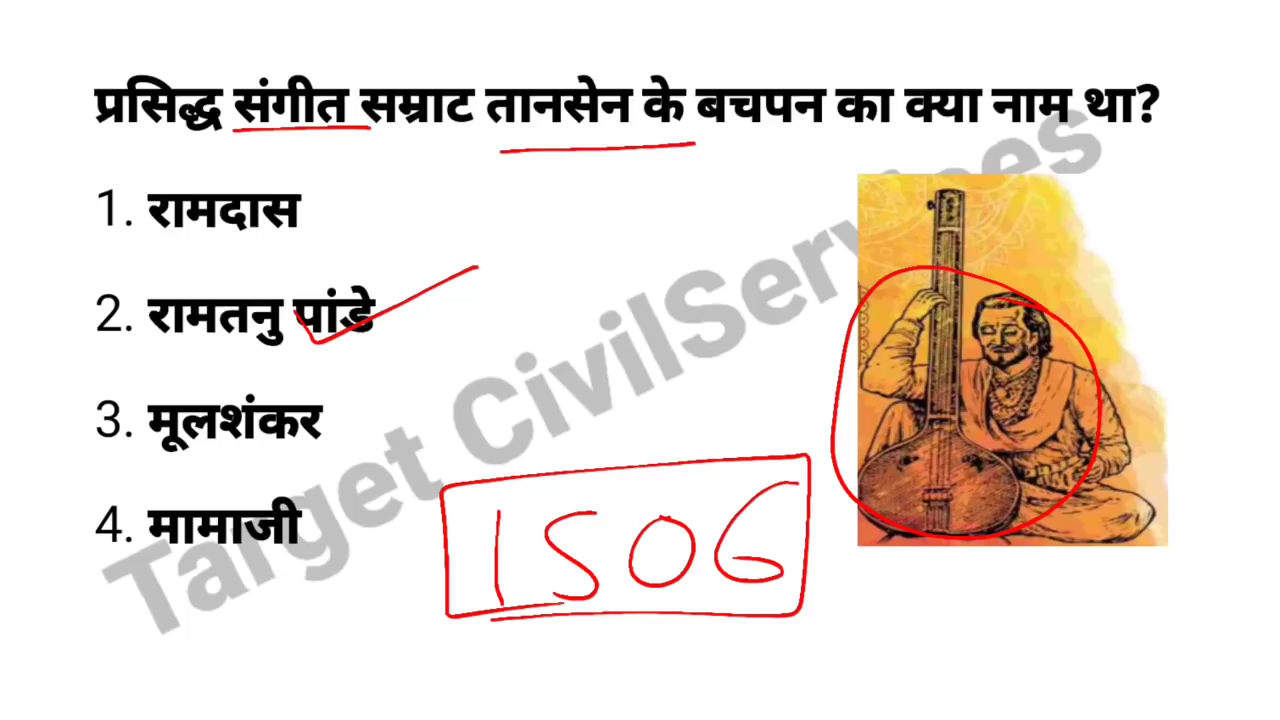 प्रसिद्ध संगीत सम्राट तानसेन के बचपन का क्या नाम था?
1. रामदास
2. रामतनु पांडे
3. मूलशंकर
4. मामाजी
1506
Target CivilServices